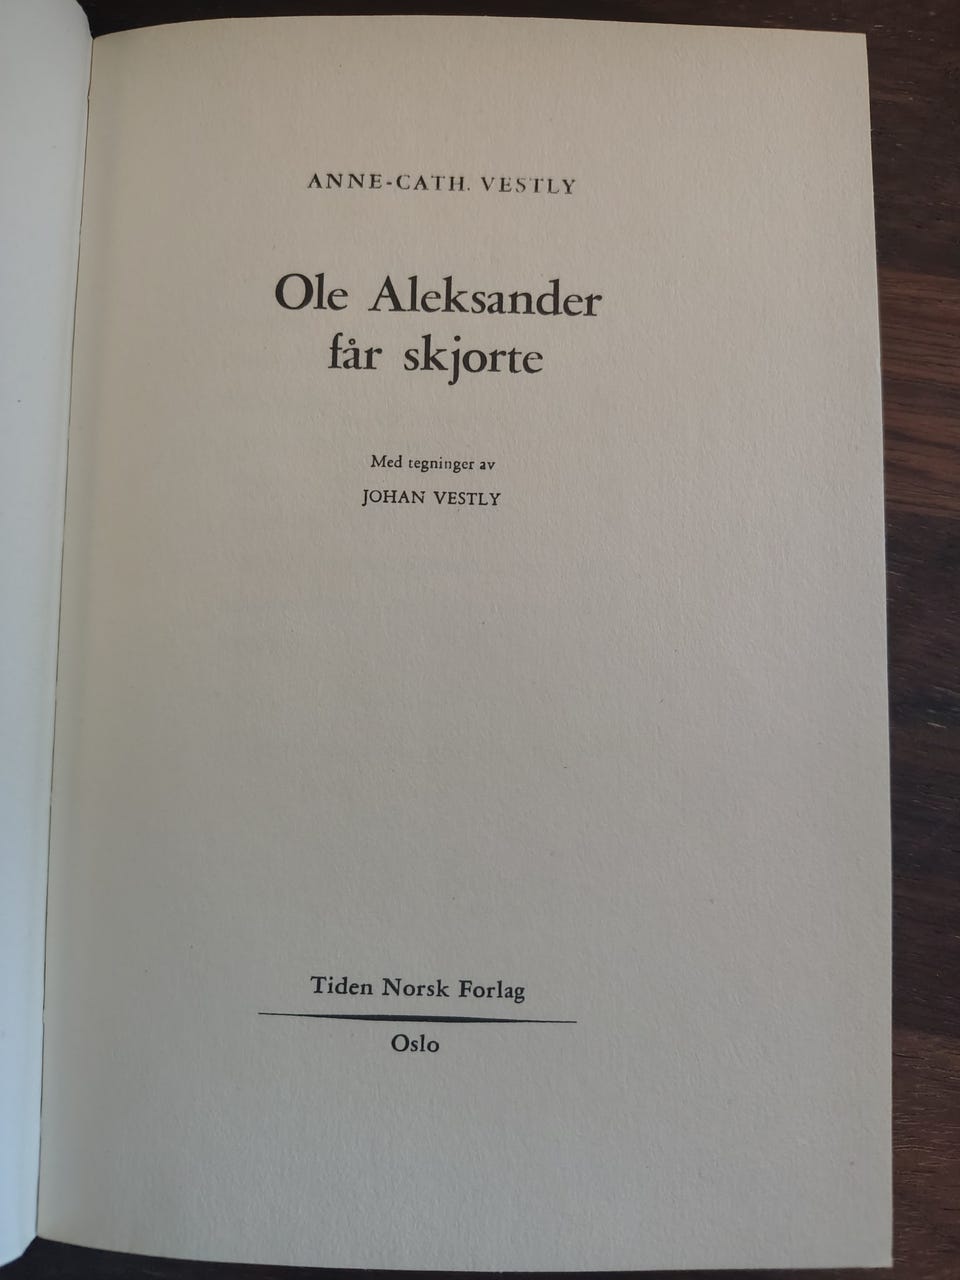 ANNE-CATH. VESTLY
Ole Aleksander
får skjorte
Med tegninger av
JOHAN VESTLY
Tiden Norsk Forlag
Oslo